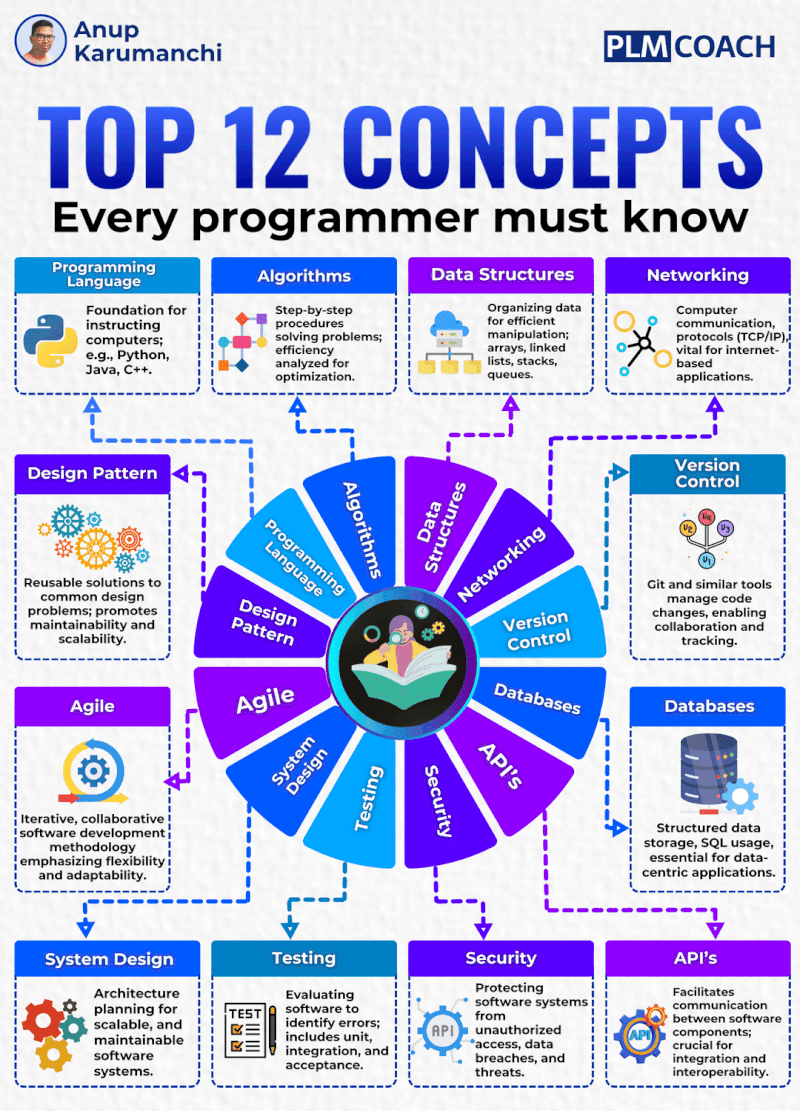 Anup
Karumanchi
PLMCOACH
TOP 12 CONCEPTS
Every programmer must know
Programming
Language
Foundation for
instructing
computers;
e.g., Python,
Java, C++.
Algorithms
Step-by-step
procedures
solving problems;
efficiency
analyzed for
optimization.
Data Structures
Organizing data
for efficient
manipulation;
arrays, linked
lists, stacks,
queues.
Networking
Computer
communication,
protocols (TCP/IP),
vital for internet-
based
applications.
Design Pattern
Reusable solutions to
common design
problems; promotes
maintainability and
scalability.
Version
Control
V2
V4
V3
V1
Git and similar tools
manage code
changes, enabling
collaboration and
tracking.
Algorithms
Data
Structures
Programming
Language
Networking
Design
Pattern
Version
Control
Agile
Databases
System
Design
API's
Testing
Security
Agile
Iterative, collaborative
software development
methodology
emphasizing flexibility
and adaptability.
Databases
Structured data
storage, SQL usage,
essential for data-
centric applications.
System Design
Architecture
planning for
scalable, and
maintainable
software
systems.
Testing
TEST
Evaluating
software to
identify errors;
includes unit,
integration, and
acceptance.
Security
API
Protecting
software systems
from
unauthorized
access, data
breaches, and
threats.
API's
API
Facilitates
communication
between software
components;
crucial for
integration and
interoperability.